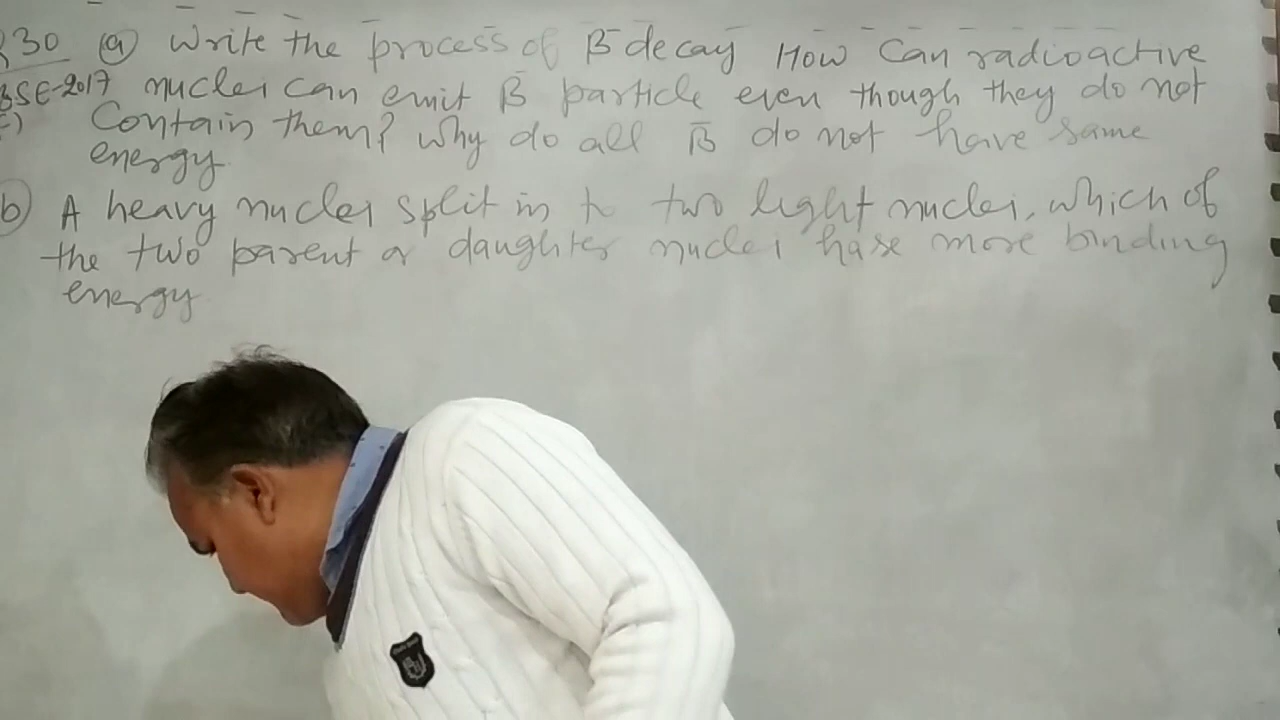 30 (a) Write the process of β⁻ decay How Can radioactive
BSE-2017 nuclei can emit β⁻ particle even though they do not
Contain them? Why do all β⁻ do not have same
energy.
b) A heavy nuclei split in to two light nuclei, which of
the two parent or daughter nuclei have more binding
energy